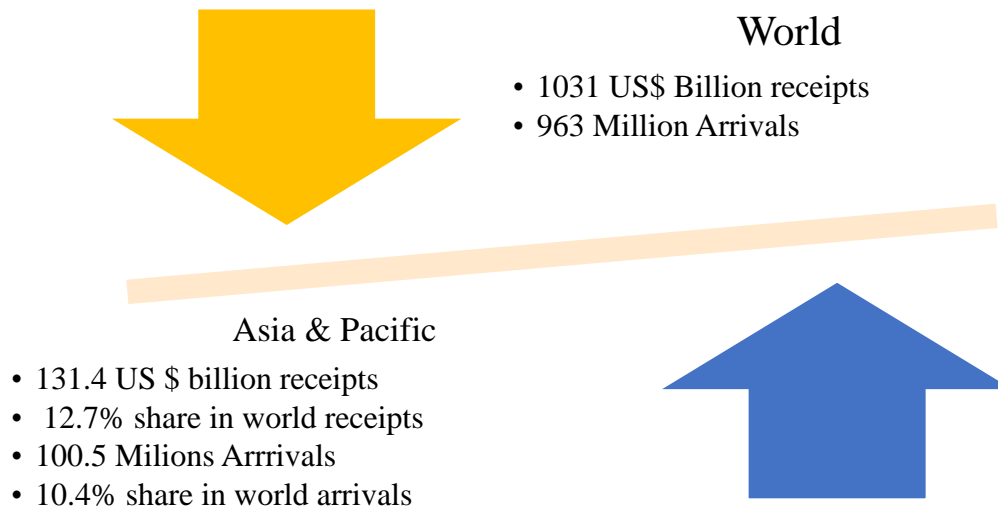 World
• 1031 US$ Billion receipts
• 963 Million Arrivals
Asia & Pacific
• 131.4 US $ billion receipts
• 12.7% share in world receipts
• 100.5 Milions Arrrivals
• 10.4% share in world arrivals